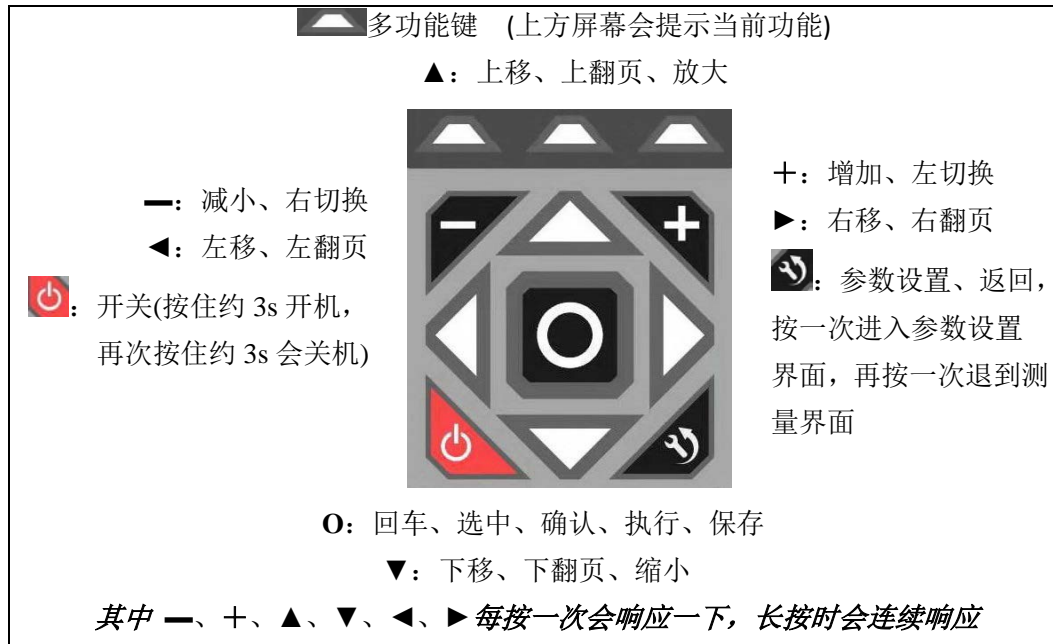 多功能键 (上方屏幕会提示当前功能)
▲：上移、上翻页、放大
━：减小、右切换
◄：左移、左翻页
：开关(按住约 3s 开机，
再次按住约 3s 会关机)
＋：增加、左切换
►：右移、右翻页
：参数设置、返回，
按一次进入参数设置
界面，再按一次退到测
量界面
O：回车、选中、确认、执行、保存
▼：下移、下翻页、缩小
其中 ━、＋、▲、▼、◄、►每按一次会响应一下，长按时会连续响应